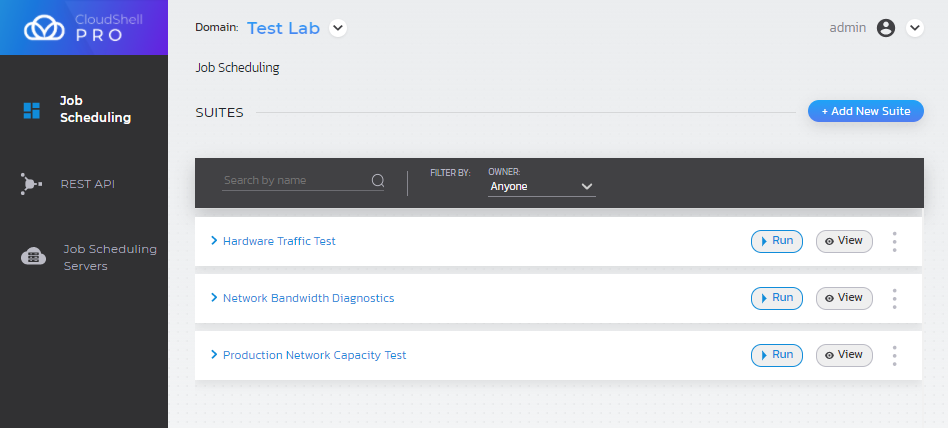 CloudShell
PRO
Domain: Test Lab
admin
Job Scheduling
Job
Scheduling
SUITES
+ Add New Suite
REST API
Search by name
FILTER BY:
OWNER:
Anyone
Job Scheduling
Servers
Hardware Traffic Test
Run
View
Network Bandwidth Diagnostics
Run
View
Production Network Capacity Test
Run
View